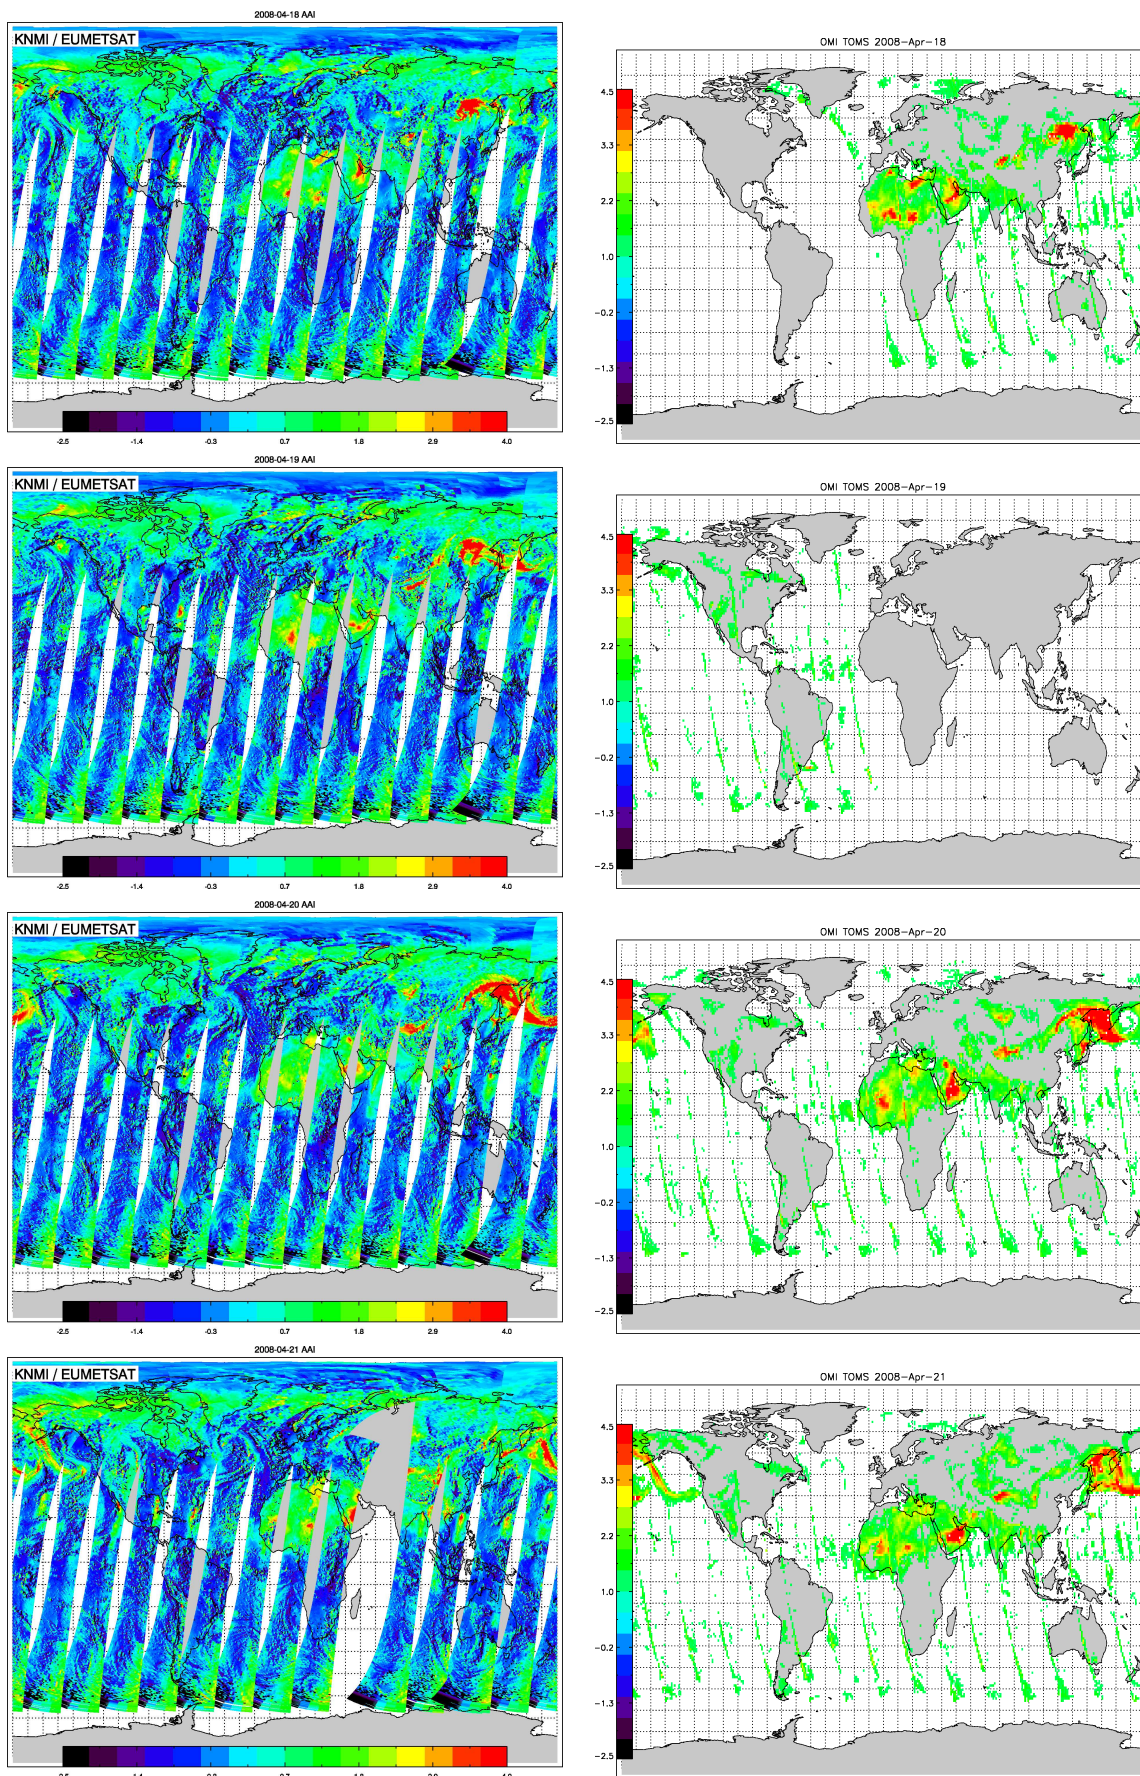 2008-04-18 AAI
KNMI / EUMETSAT
-2.5 -1.4 -0.3 0.7 1.8 2.9 4.0
OMI TOMS 2008-Apr-18
4.5
3.3
2.2
1.0
-0.2
-1.3
-2.5
2008-04-19 AAI
KNMI / EUMETSAT
-2.5 -1.4 -0.3 0.7 1.8 2.9 4.0
OMI TOMS 2008-Apr-19
4.5
3.3
2.2
1.0
-0.2
-1.3
-2.5
2008-04-20 AAI
KNMI / EUMETSAT
-2.5 -1.4 -0.3 0.7 1.8 2.9 4.0
OMI TOMS 2008-Apr-20
4.5
3.3
2.2
1.0
-0.2
-1.3
-2.5
2008-04-21 AAI
KNMI / EUMETSAT
OMI TOMS 2008-Apr-21
4.5
3.3
2.2
1.0
-0.2
-1.3
-2.5